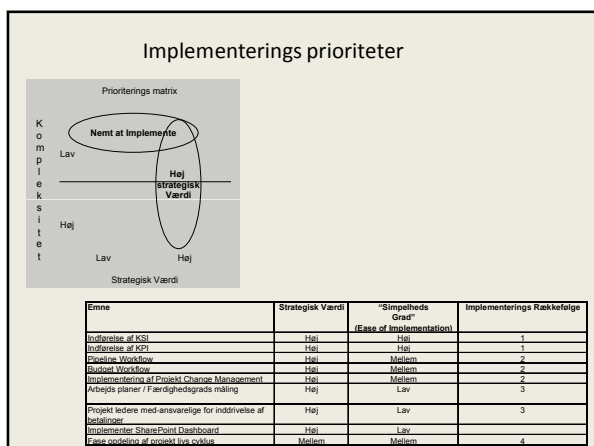 Implementerings prioriteter
Prioriterings matrix
Kompleksitet
Nemt at Implemente
Lav
Høj
strategisk
Værdi
Høj
Lav Høj
Strategisk Værdi
Emne Strategisk Værdi "Simpelheds Implementerings Rækkefølge
Grad"
(Ease of Implementation)
Indførelse af KSI Høj Høj 1
Indførelse af KPI Høj Høj 1
Pipeline Workflow Høj Mellem 2
Budget Workflow Høj Mellem 2
Implementering af Projekt Change Management Høj Mellem 2
Arbejds planer / Færdighedsgrads måling Høj Lav 3
Projekt ledere med-ansvarelige for inddrivelse af Høj Lav 3
betalinger
Implementer SharePoint Dashboard Høj Lav
Fase opdeling af projekt livs cyklus Mellem Mellem 4